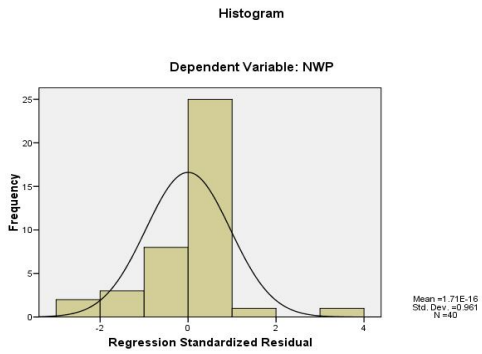 Histogram
Dependent Variable: NWP
25
20
15
10
5
0
Frequency
-2 0 2 4
Regression Standardized Residual
Mean =1.71E-16
Std. Dev. =0.961
N =40